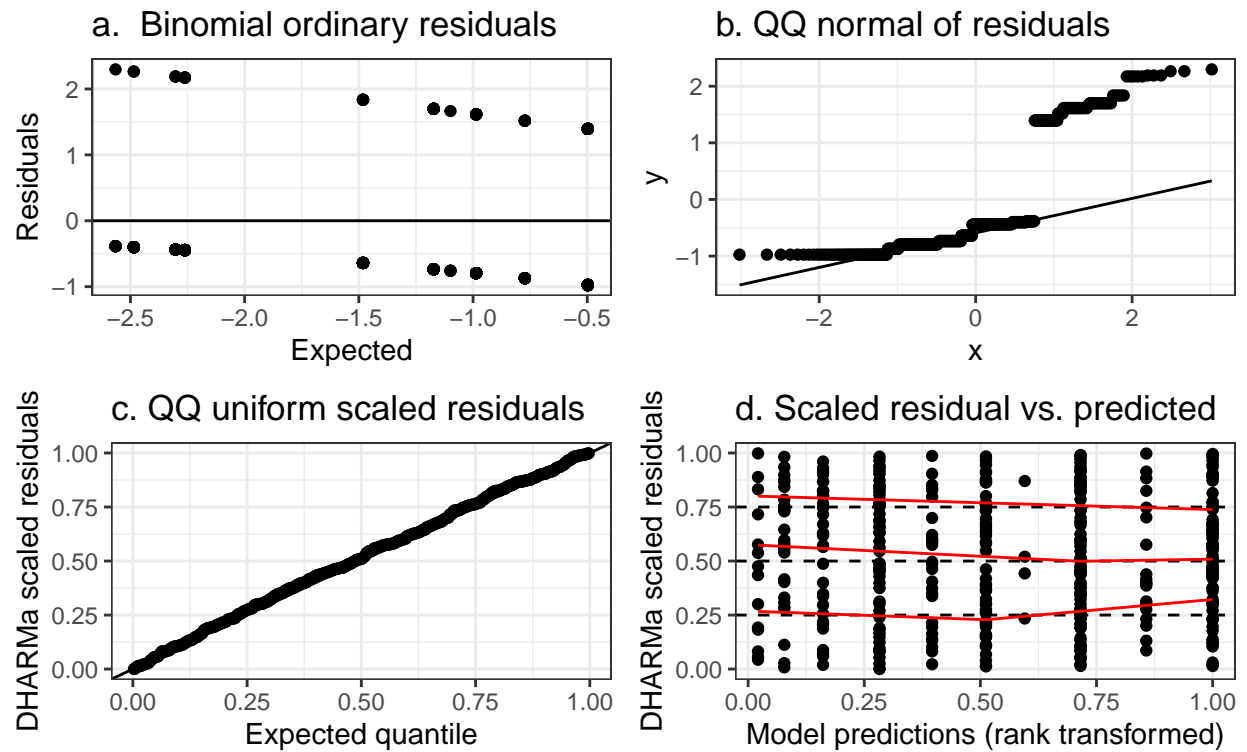 a.  Binomial ordinary residuals
Residuals
2
1
0
−1
−2.5 −2.0 −1.5 −1.0 −0.5
Expected
b. QQ normal of residuals
y
2
1
0
−1
−2 0 2
x
c. QQ uniform scaled residuals
DHARMa scaled residuals
1.00
0.75
0.50
0.25
0.00
0.00 0.25 0.50 0.75 1.00
Expected quantile
d. Scaled residual vs. predicted
DHARMa scaled residuals
1.00
0.75
0.50
0.25
0.00
0.00 0.25 0.50 0.75 1.00
Model predictions (rank transformed)